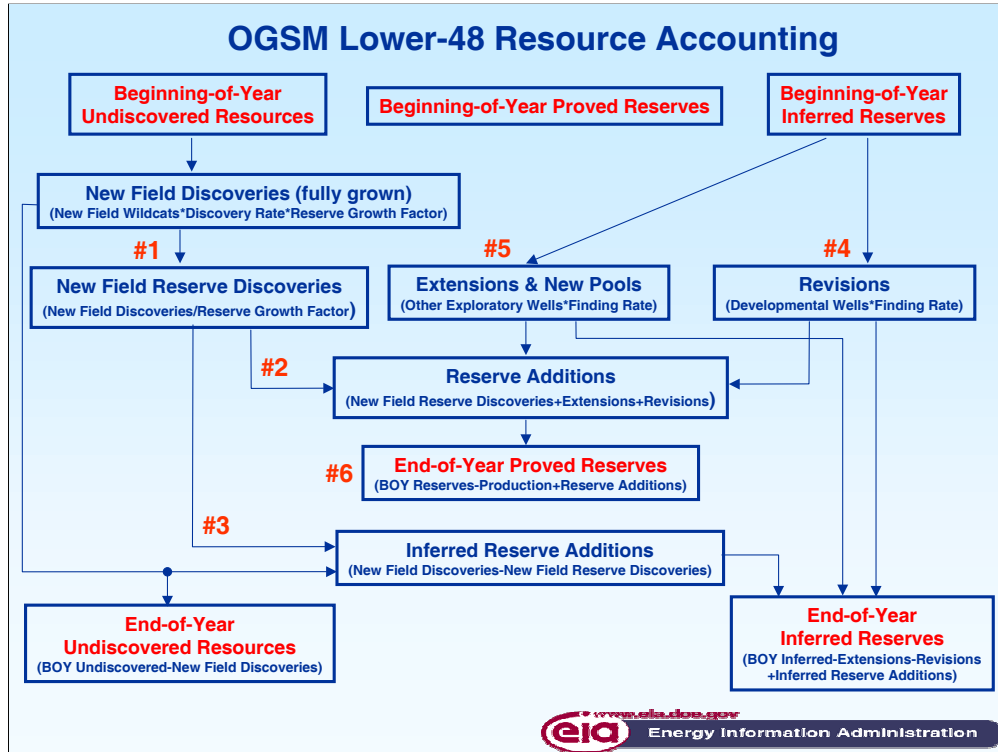 OGSM Lower-48 Resource Accounting
Beginning-of-Year
Undiscovered Resources
Beginning-of-Year Proved Reserves
Beginning-of-Year
Inferred Reserves
New Field Discoveries (fully grown)
(New Field Wildcats*Discovery Rate*Reserve Growth Factor)
#1
#5
#4
New Field Reserve Discoveries
(New Field Discoveries/Reserve Growth Factor)
Extensions & New Pools
(Other Exploratory Wells*Finding Rate)
Revisions
(Developmental Wells*Finding Rate)
#2
Reserve Additions
(New Field Reserve Discoveries+Extensions+Revisions)
#6
End-of-Year Proved Reserves
(BOY Reserves-Production+Reserve Additions)
#3
Inferred Reserve Additions
(New Field Discoveries-New Field Reserve Discoveries)
End-of-Year
Undiscovered Resources
(BOY Undiscovered-New Field Discoveries)
End-of-Year
Inferred Reserves
(BOY Inferred-Extensions-Revisions
+Inferred Reserve Additions)
www.eia.doe.gov
eia
Energy Information Administration